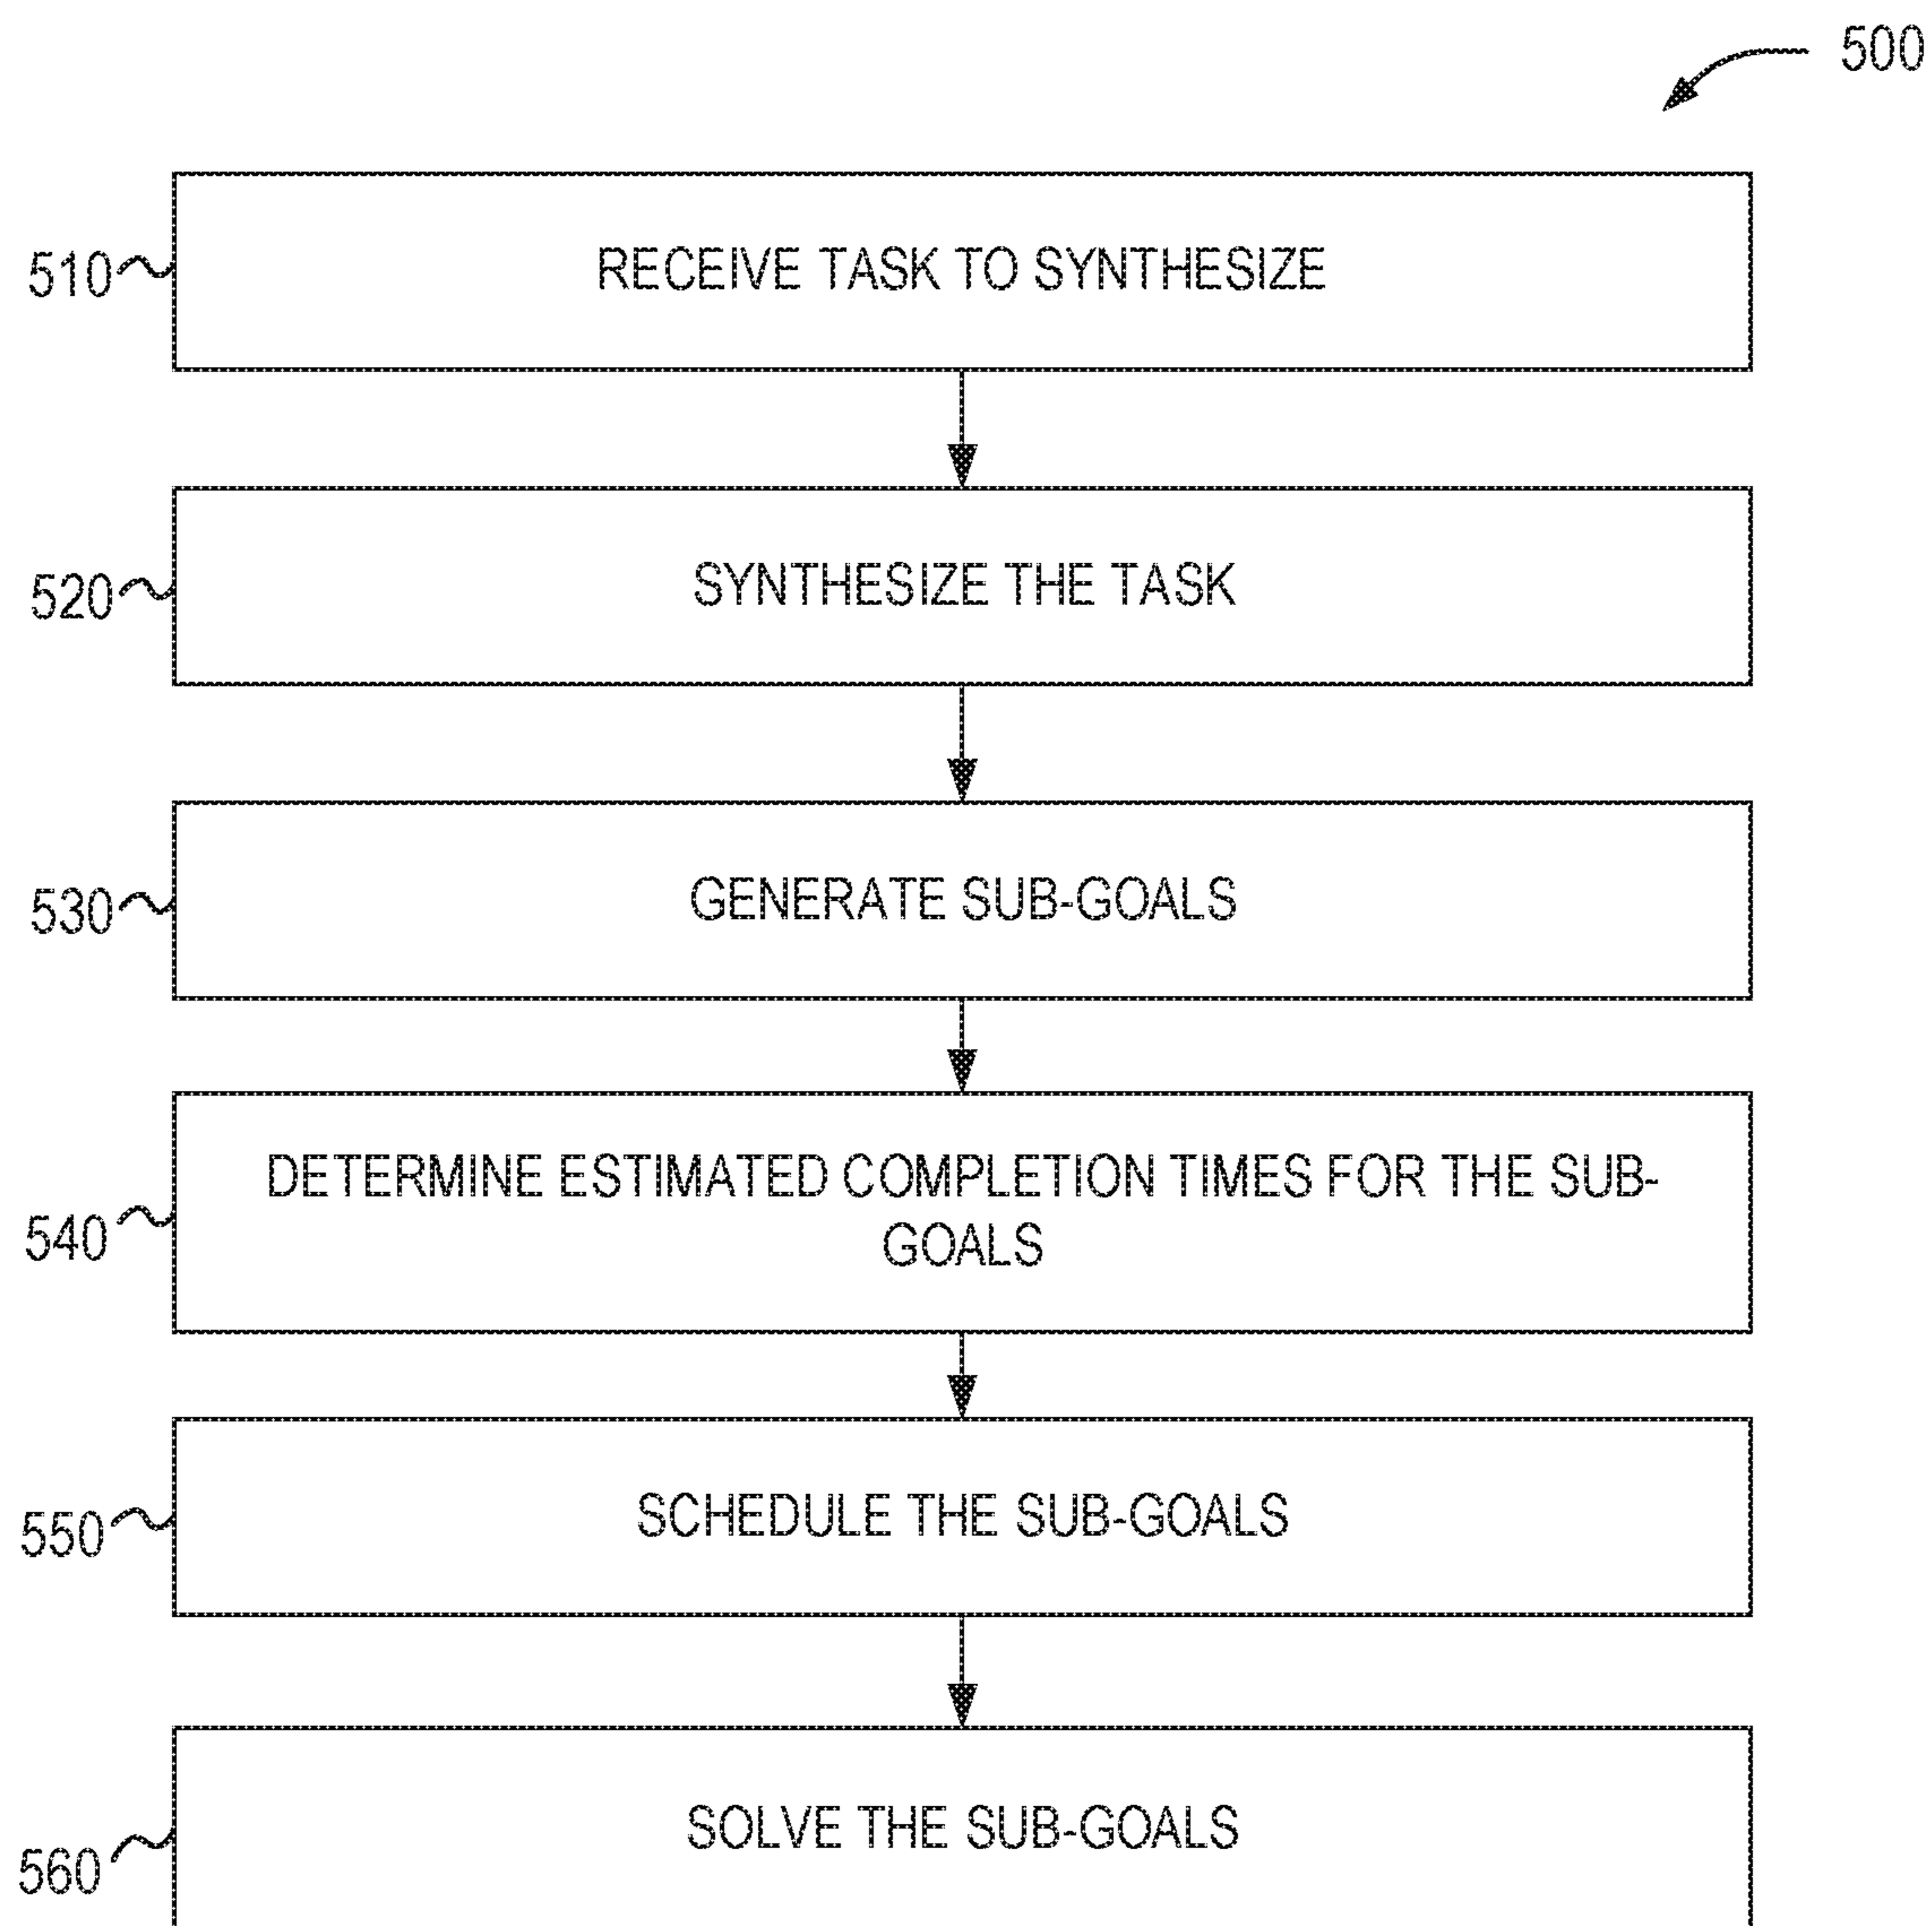 500
510
RECEIVE TASK TO SYNTHESIZE
520
SYNTHESIZE THE TASK
530
GENERATE SUB-GOALS
540
DETERMINE ESTIMATED COMPLETION TIMES FOR THE SUB-
GOALS
550
SCHEDULE THE SUB-GOALS
560
SOLVE THE SUB-GOALS